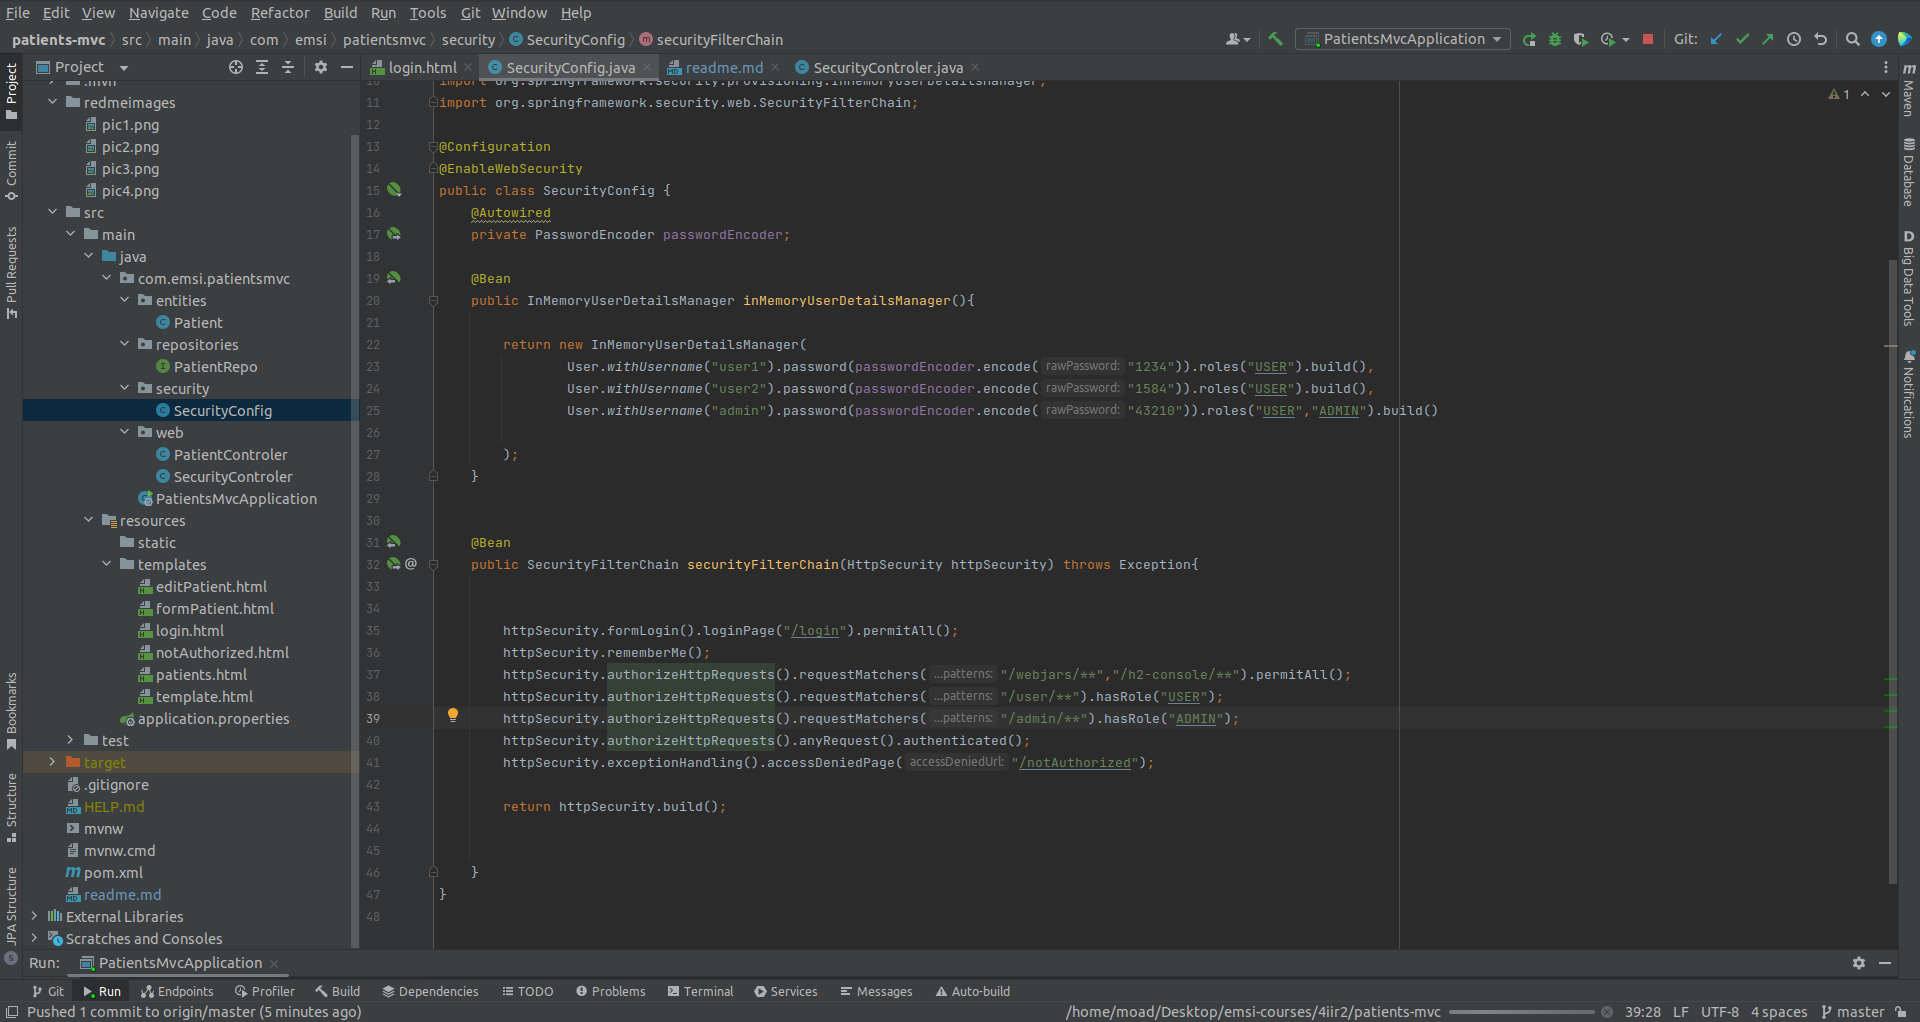 File Edit View Navigate Code Refactor Build Run Tools Git Window Help
patients-mvc src main java com emsi patientsmvc security SecurityConfig securityFilterChain
PatientsMvcApplication Git:
Project
login.html SecurityConfig.java readme.md SecurityControler.java
.mvn
redmeimages
pic1.png
pic2.png
pic3.png
pic4.png
src
main
java
com.emsi.patientsmvc
entities
Patient
repositories
PatientRepo
security
SecurityConfig
web
PatientControler
SecurityControler
PatientsMvcApplication
resources
static
templates
editPatient.html
formPatient.html
login.html
notAuthorized.html
patients.html
template.html
application.properties
test
target
.gitignore
HELP.md
mvnw
mvnw.cmd
pom.xml
readme.md
External Libraries
Scratches and Consoles
10 import org.springframework.security.provisioning.InMemoryUserDetailsManager;
11 import org.springframework.security.web.SecurityFilterChain;
12
13 @Configuration
14 @EnableWebSecurity
15 public class SecurityConfig {
16 @Autowired
17 private PasswordEncoder passwordEncoder;
18
19 @Bean
20 public InMemoryUserDetailsManager inMemoryUserDetailsManager(){
21
22 return new InMemoryUserDetailsManager(
23 User.withUsername("user1").password(passwordEncoder.encode( rawPassword: "1234")).roles("USER").build(),
24 User.withUsername("user2").password(passwordEncoder.encode( rawPassword: "1584")).roles("USER").build(),
25 User.withUsername("admin").password(passwordEncoder.encode( rawPassword: "43210")).roles("USER","ADMIN").build()
26
27 );
28 }
29
30
31 @Bean
32 @ public SecurityFilterChain securityFilterChain(HttpSecurity httpSecurity) throws Exception{
33
34
35 httpSecurity.formLogin().loginPage("/login").permitAll();
36 httpSecurity.rememberMe();
37 httpSecurity.authorizeHttpRequests().requestMatchers( ...patterns: "/webjars/**","/h2-console/**").permitAll();
38 httpSecurity.authorizeHttpRequests().requestMatchers( ...patterns: "/user/**").hasRole("USER");
39 httpSecurity.authorizeHttpRequests().requestMatchers( ...patterns: "/admin/**").hasRole("ADMIN");
40 httpSecurity.authorizeHttpRequests().anyRequest().authenticated();
41 httpSecurity.exceptionHandling().accessDeniedPage( accessDeniedUrl: "/notAuthorized");
42
43 return httpSecurity.build();
44
45
46 }
47 }
48
1
Project
Commit
Pull Requests
Bookmarks
Structure
JPA Structure
Maven
Database
Big Data Tools
Notifications
Run: PatientsMvcApplication
Git Run Endpoints Profiler Build Dependencies TODO Problems Terminal Services Messages Auto-build
Pushed 1 commit to origin/master (5 minutes ago) /home/moad/Desktop/emsi-courses/4iir2/patients-mvc 39:28 LF UTF-8 4 spaces master